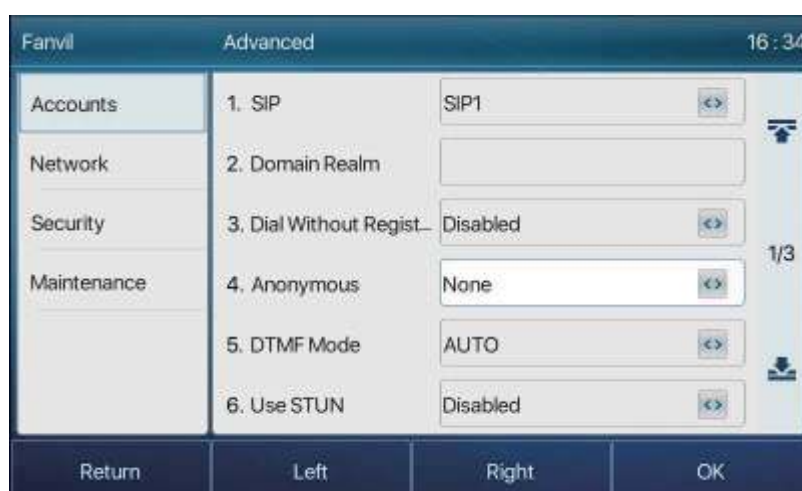 Fanvil Advanced 16:34
Accounts
Network
Security
Maintenance
1. SIP SIP1
2. Domain Realm
3. Dial Without Regist... Disabled
4. Anonymous None
5. DTMF Mode AUTO
6. Use STUN Disabled
1/3
Return Left Right OK